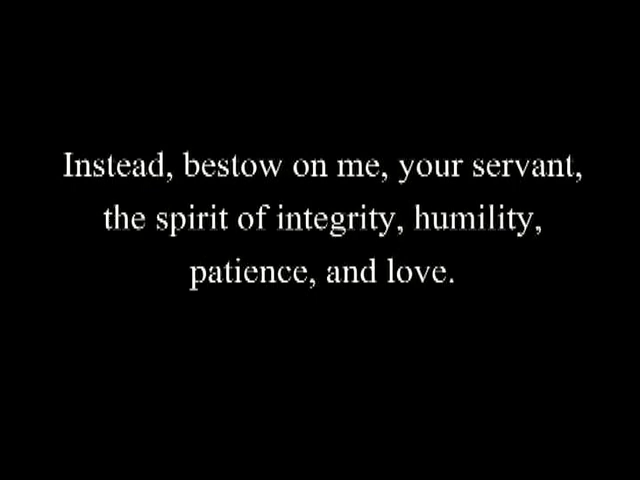 Instead, bestow on me, your servant,
the spirit of integrity, humility,
patience, and love.